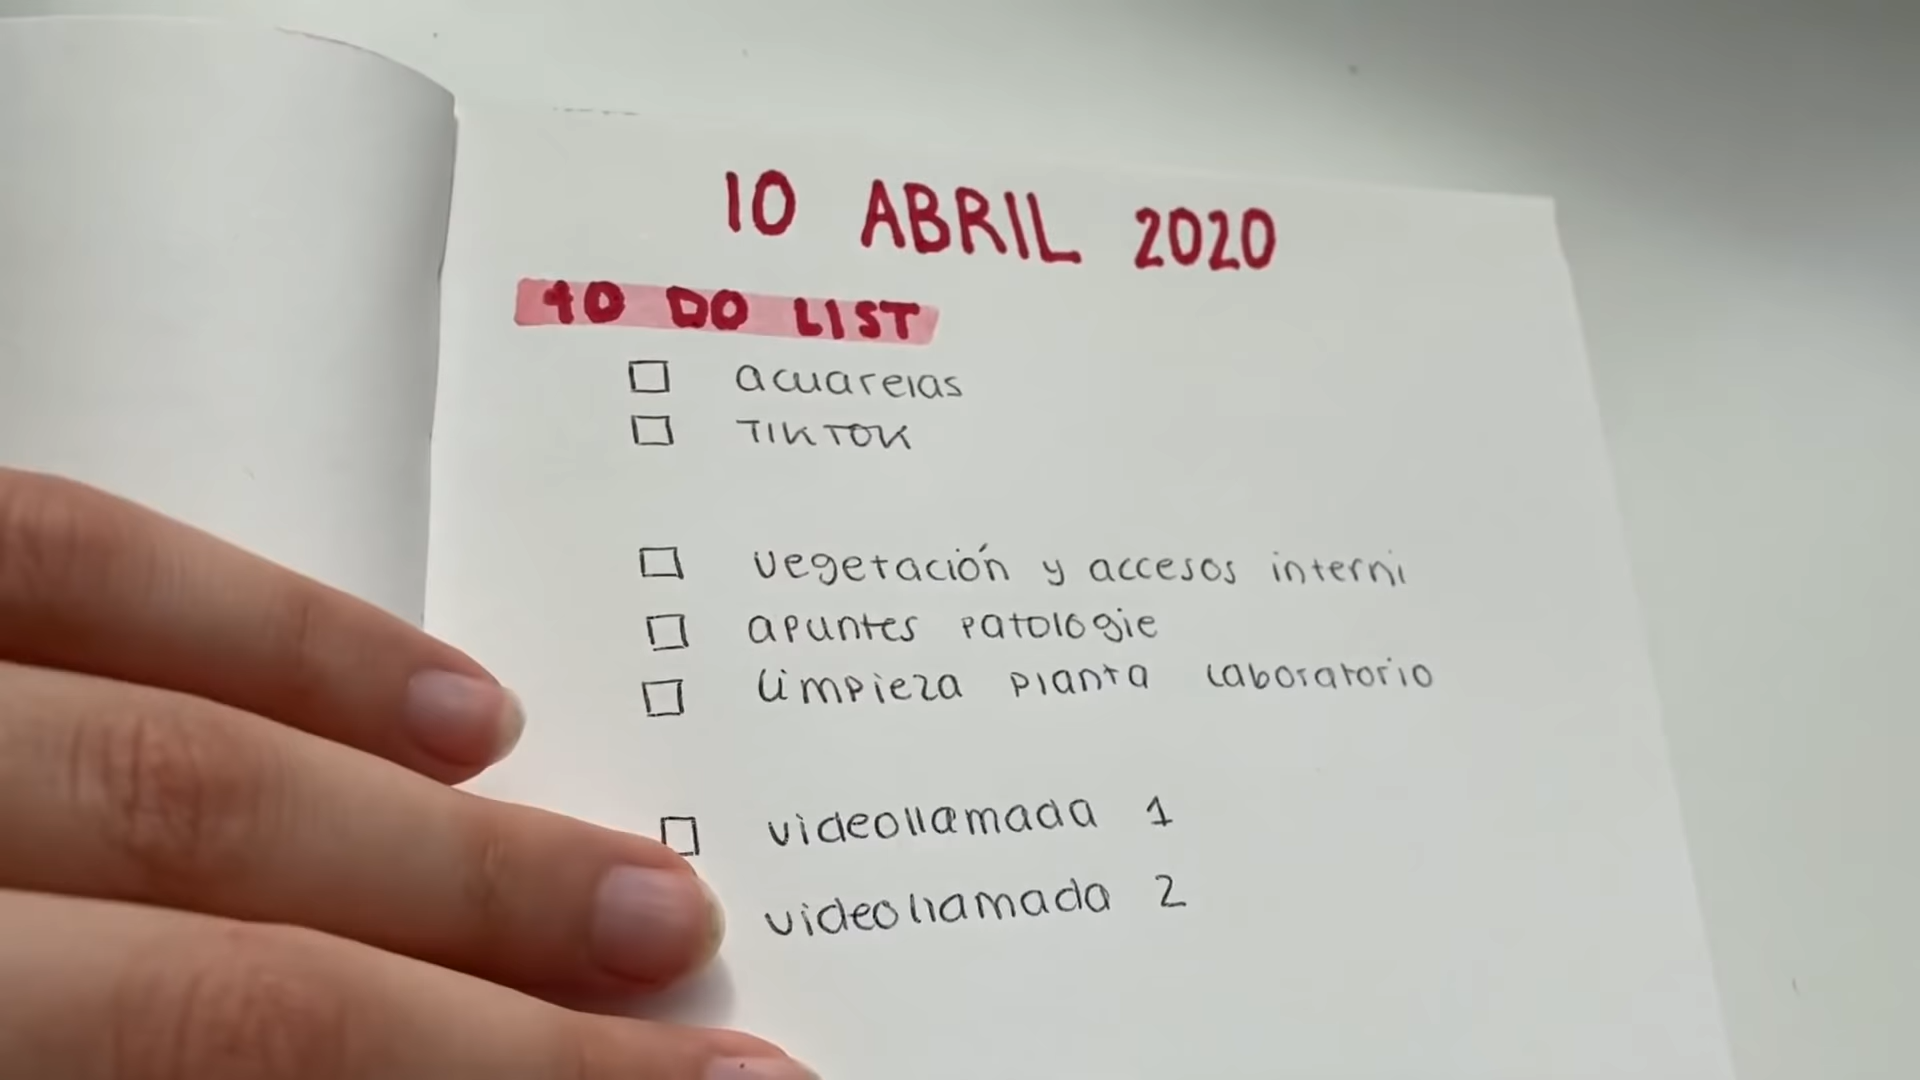 10 ABRIL 2020
TO DO LIST
acuarelas
TIKTOK
vegetación y accesos interni
apuntes patologie
limpieza planta laboratorio
videollamada 1
videollamada 2